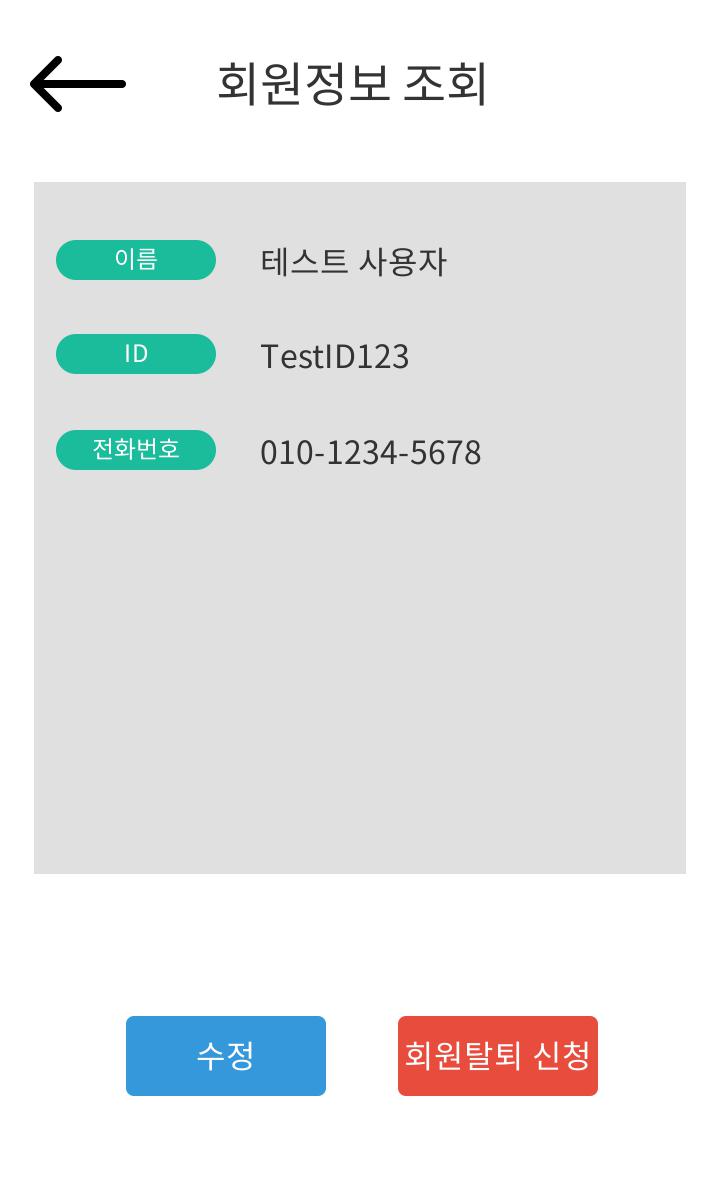 회원정보 조회
이름 테스트 사용자
ID TestID123
전화번호 010-1234-5678
수정 회원탈퇴 신청